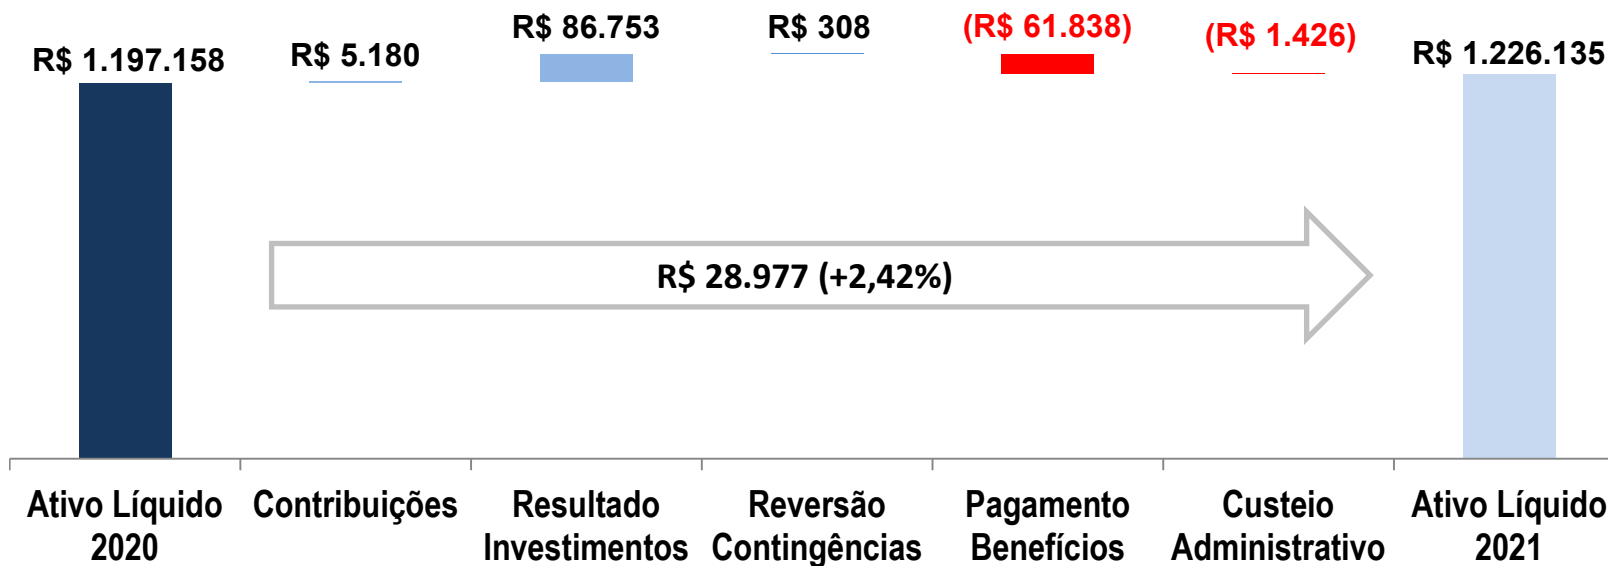 R$ 1.197.158
R$ 5.180
R$ 86.753
R$ 308
(R$ 61.838)
(R$ 1.426)
R$ 1.226.135
R$ 28.977 (+2,42%)
Ativo Líquido
2020
Contribuições
Resultado
Investimentos
Reversão
Contingências
Pagamento
Benefícios
Custeio
Administrativo
Ativo Líquido
2021